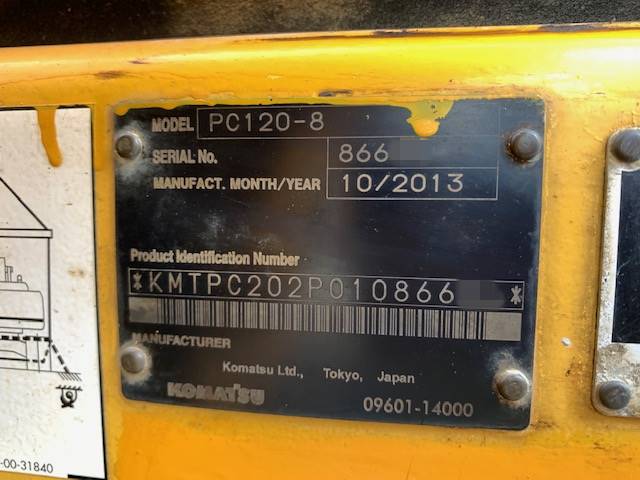 MODEL PC120-8
SERIAL No. 866
MANUFACT. MONTH/YEAR 10/2013
Product Identification Number
*KMTPC202P010866 *
MANUFACTURER
Komatsu Ltd., Tokyo, Japan
KOMATSU
09601-14000
-00-31840